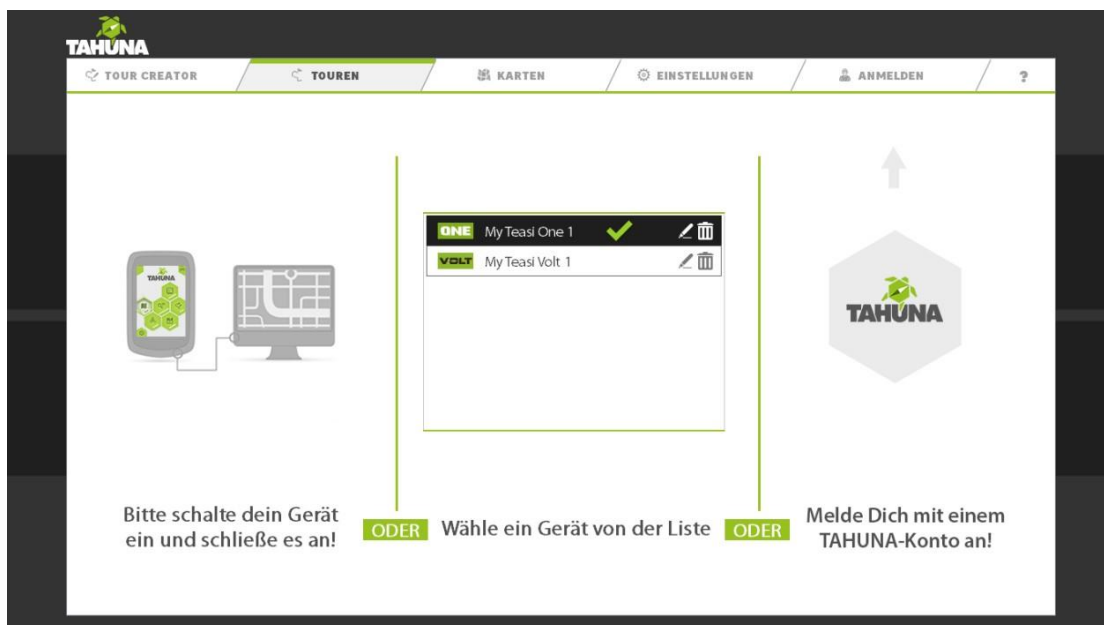 TAHUNA
TOUR CREATOR
TOUREN
KARTEN
EINSTELLUNGEN
ANMELDEN
?
TAHUNA
ONE My Teasi One 1
VOLT My Teasi Volt 1
TAHUNA
Bitte schalte dein Gerät
ein und schließe es an!
ODER
Wähle ein Gerät von der Liste
ODER
Melde Dich mit einem
TAHUNA-Konto an!